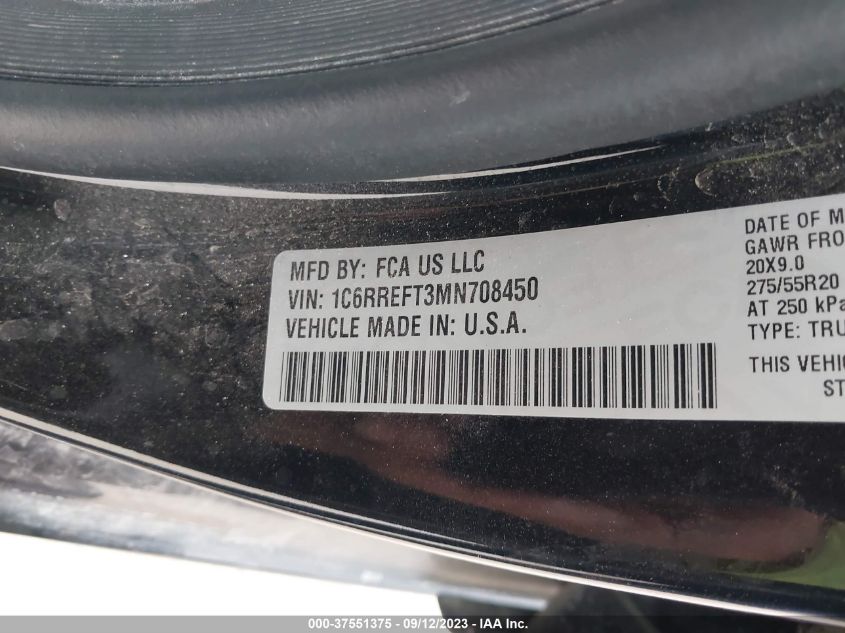 MFD BY: FCA US LLC
VIN: 1C6RREFT3MN708450
VEHICLE MADE IN: U.S.A.
DATE OF M
GAWR FRO
20X9.0
275/55R20
AT 250 kPa
TYPE: TRU
THIS VEHIC
ST
000-37551375 - 09/12/2023 - IAA Inc.